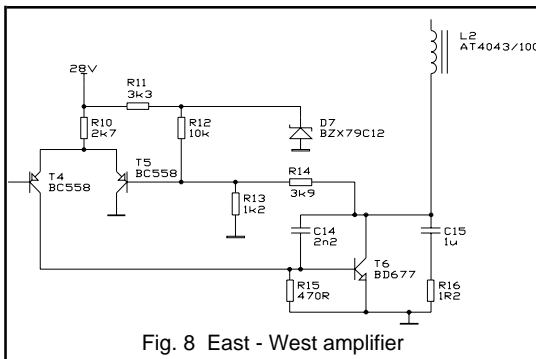 L2
AT4043/100
28V
R11
3k3
R10
2k7
R12
10k
D7
BZX79C12
T4
BC558
T5
BC558
R14
3k9
R13
1k2
C14
2n2
C15
1u
T6
BD677
R15
470R
R16
1R2
Fig. 8 East - West amplifier